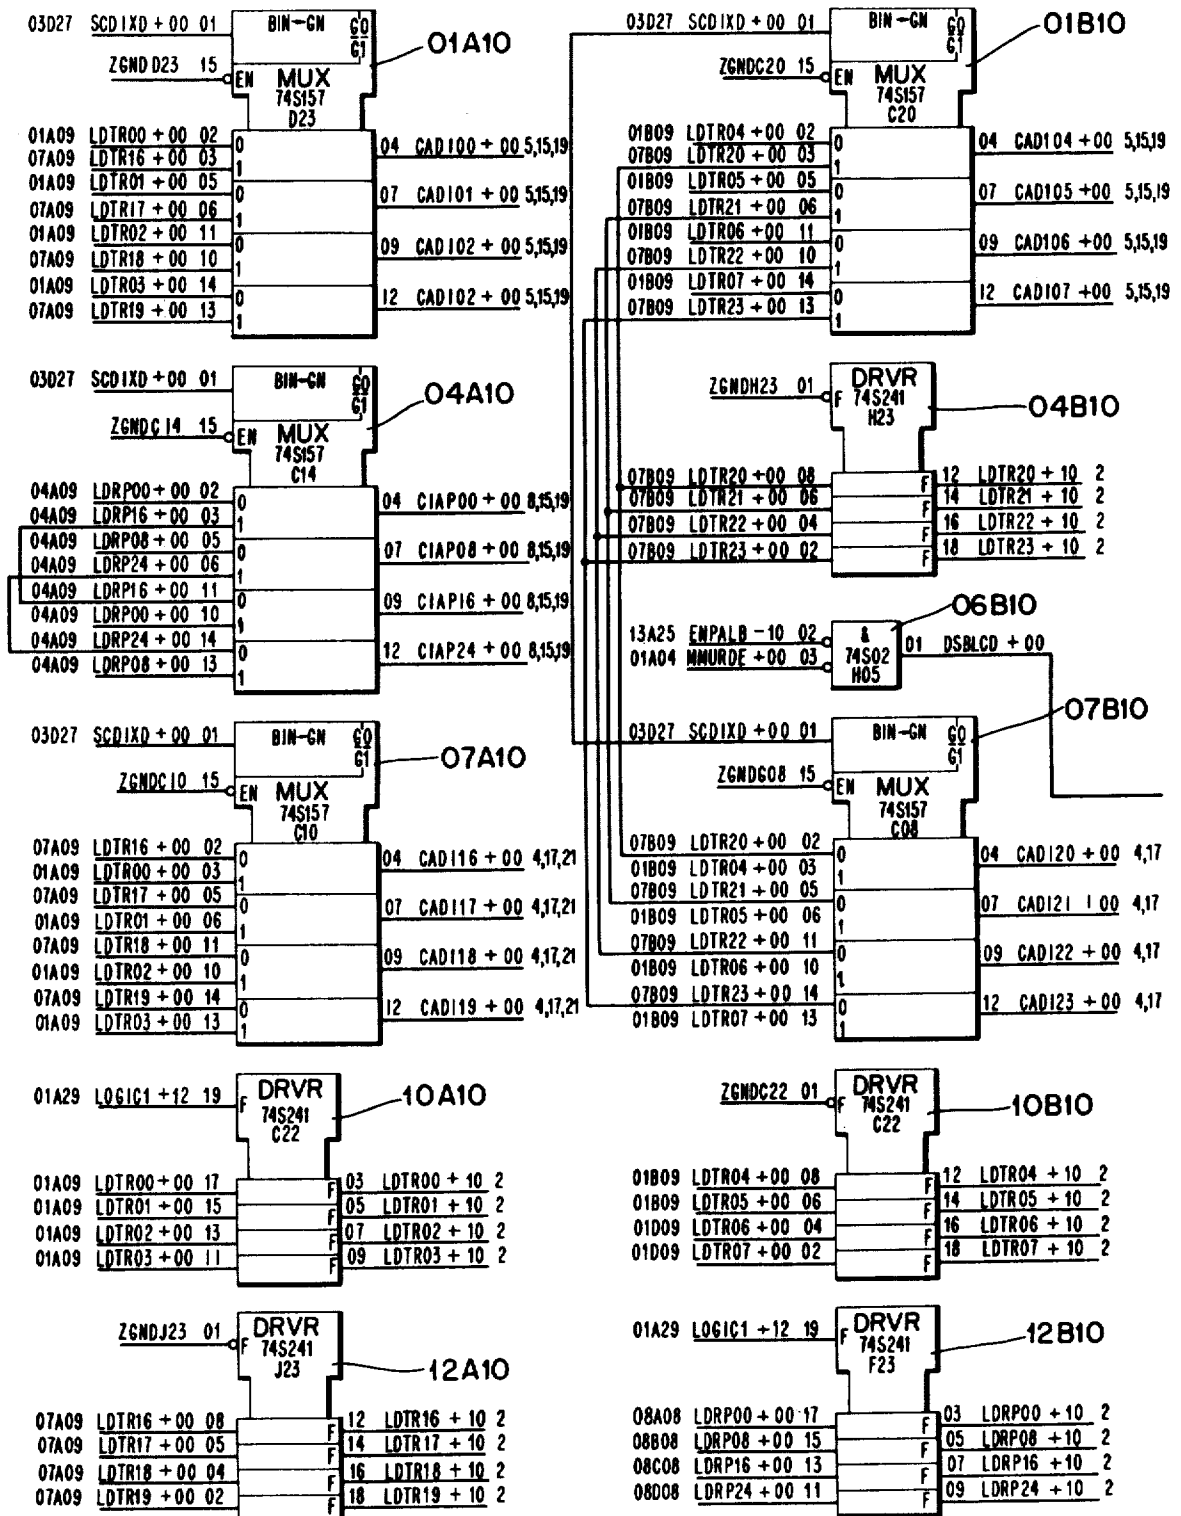 03D27 SCDIXD + 00 01 BIN-GN G0
G1
01A10
ZGNDD23 15 EN MUX
74S157
D23
01A09 LDTR00 + 00 02 0 04 CADI00 + 00 5,15,19
07A09 LDTR16 + 00 03 1
01A09 LDTR01 + 00 05 0 07 CADI01 + 00 5,15,19
07A09 LDTR17 + 00 06 1
01A09 LDTR02 + 00 11 0 09 CADI02 + 00 5,15,19
07A09 LDTR18 + 00 10 1
01A09 LDTR03 + 00 14 0 12 CADI02 + 00 5,15,19
07A09 LDTR19 + 00 13 1
03D27 SCDIXD + 00 01 BIN-GN G0
G1
04A10
ZGNDC14 15 EN MUX
74S157
C14
04A09 LDRP00 + 00 02 0 04 CIAP00 + 00 8,15,19
04A09 LDRP16 + 00 03 1
04A09 LDRP08 + 00 05 0 07 CIAP08 + 00 8,15,19
04A09 LDRP24 + 00 06 1
04A09 LDRP16 + 00 11 0 09 CIAP16 + 00 8,15,19
04A09 LDRP00 + 00 10 1
04A09 LDRP24 + 00 14 0 12 CIAP24 + 00 8,15,19
04A09 LDRP08 + 00 13 1
03D27 SCDIXD + 00 01 BIN-GN G0
G1
07A10
ZGNDC10 15 EN MUX
74S157
C10
07A09 LDTR16 + 00 02 0 04 CADI16 + 00 4,17,21
01A09 LDTR00 + 00 03 1
07A09 LDTR17 + 00 05 0 07 CADI17 + 00 4,17,21
01A09 LDTR01 + 00 06 1
07A09 LDTR18 + 00 11 0 09 CADI18 + 00 4,17,21
01A09 LDTR02 + 00 10 1
07A09 LDTR19 + 00 14 0 12 CADI19 + 00 4,17,21
01A09 LDTR03 + 00 13 1
01A29 LOGIC1 +12 19 F DRVR
74S241
C22
10A10
01A09 LDTR00 + 00 17 F 03 LDTR00 + 10 2
01A09 LDTR01 + 00 15 F 05 LDTR01 + 10 2
01A09 LDTR02 + 00 13 F 07 LDTR02 + 10 2
01A09 LDTR03 + 00 11 F 09 LDTR03 + 10 2
ZGNDJ23 01 F DRVR
74S241
J23
12A10
07A09 LDTR16 + 00 08 F 12 LDTR16 + 10 2
07A09 LDTR17 + 00 05 F 14 LDTR17 + 10 2
07A09 LDTR18 + 00 04 F 16 LDTR18 + 10 2
07A09 LDTR19 + 00 02 F 18 LDTR19 + 10 2
03D27 SCDIXD + 00 01 BIN-GN G0
G1
01B10
ZGNDC20 15 EN MUX
74S157
C20
01B09 LDTR04 +00 02 0 04 CADI04 +00 5,15,19
07B09 LDTR20 + 00 03 1
01B09 LDTR05 + 00 05 0 07 CADI05 +00 5,15,19
07B09 LDTR21 + 00 06 1
01B09 LDTR06 + 00 11 0 09 CADI06 +00 5,15,19
07B09 LDTR22 + 00 10 1
01B09 LDTR07 + 00 14 0 12 CADI07 +00 5,15,19
07B09 LDTR23 + 00 13 1
ZGNDH23 01 F DRVR
74S241
H23
04B10
07B09 LDTR20 + 00 08 F 12 LDTR20 + 10 2
07B09 LDTR21 + 00 06 F 14 LDTR21 + 10 2
07B09 LDTR22 + 00 04 F 16 LDTR22 + 10 2
07B09 LDTR23 + 00 02 F 18 LDTR23 + 10 2
06B10
13A25 ENPALB - 10 02 & 01 DSBLCD + 00
01A04 MMURDE + 00 03 74S02
H05
03D27 SCDIXD + 00 01 BIN-GN G0
G1
07B10
ZGNDG08 15 EN MUX
74S157
C08
07B09 LDTR20 + 00 02 0 04 CADI20 + 00 4,17
01B09 LDTR04 + 00 03 1
07B09 LDTR21 + 00 05 0 07 CADI21 I 00 4,17
01B09 LDTR05 + 00 06 1
07B09 LDTR22 + 00 11 0 09 CADI22 + 00 4,17
01B09 LDTR06 + 00 10 1
07B09 LDTR23 + 00 14 0 12 CADI23 + 00 4,17
01B09 LDTR07 + 00 13 1
ZGNDC22 01 F DRVR
74S241
C22
10B10
01B09 LDTR04 + 00 08 F 12 LDTR04 + 10 2
01B09 LDTR05 + 00 06 F 14 LDTR05 + 10 2
01D09 LDTR06 + 00 04 F 16 LDTR06 + 10 2
01D09 LDTR07 + 00 02 F 18 LDTR07 + 10 2
01A29 LOGIC1 +12 19 F DRVR
74S241
F23
12B10
08A08 LDRP00 + 00 17 F 03 LDRP00 + 10 2
08B08 LDRP08 + 00 15 F 05 LDRP08 + 10 2
08C08 LDRP16 + 00 13 F 07 LDRP16 + 10 2
08D08 LDRP24 + 00 11 F 09 LDRP24 + 10 2